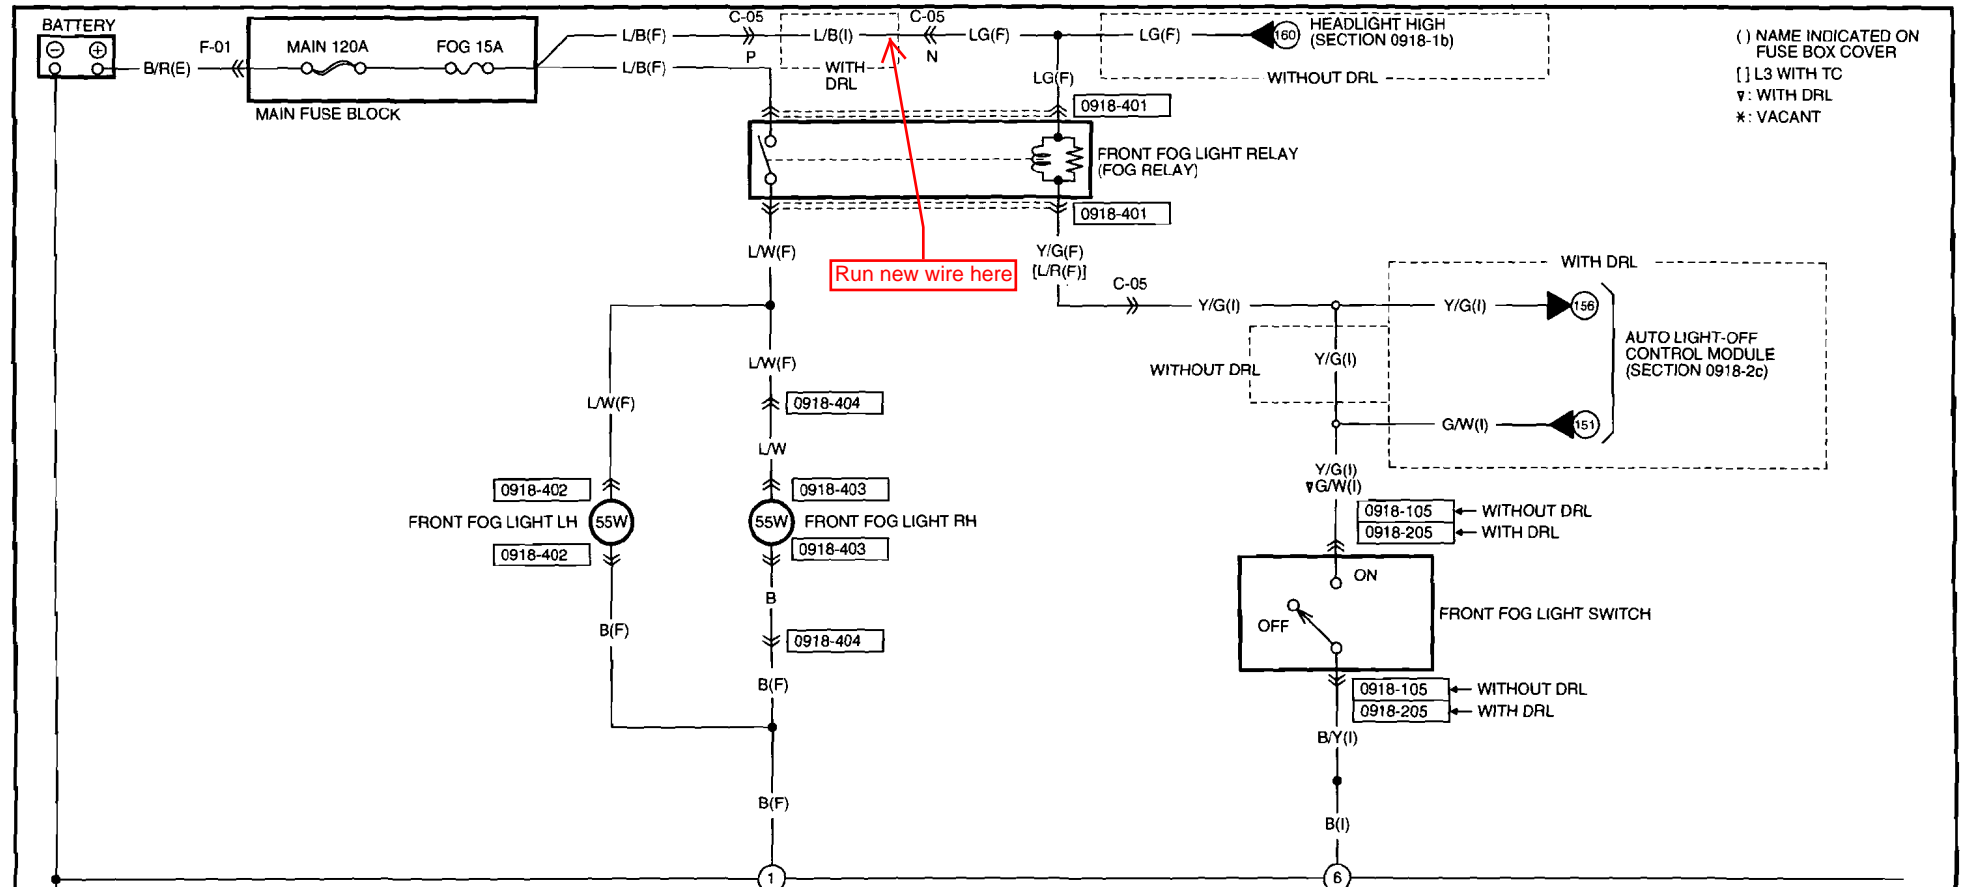 BATTERY
F-01
B/R(E)
MAIN 120A
FOG 15A
MAIN FUSE BLOCK
L/B(F)
L/B(F)
C-05
P
L/B(I)
WITH
DRL
C-05
N
LG(F)
LG(F)
160
HEADLIGHT HIGH
(SECTION 0918-1b)
WITHOUT DRL
( ) NAME INDICATED ON
FUSE BOX COVER
[ ] L3 WITH TC
▽: WITH DRL
*: VACANT
LG(F)
0918-401
FRONT FOG LIGHT RELAY
(FOG RELAY)
0918-401
L/W(F)
Run new wire here
Y/G(F)
[L/R(F)]
C-05
Y/G(I)
WITH DRL
Y/G(I)
156
AUTO LIGHT-OFF
CONTROL MODULE
(SECTION 0918-2c)
WITHOUT DRL
Y/G(I)
G/W(I)
151
L/W(F)
L/W(F)
0918-404
L/W
Y/G(I)
▽G/W(I)
0918-402
0918-403
0918-105
WITHOUT DRL
0918-205
WITH DRL
FRONT FOG LIGHT LH
55W
55W
FRONT FOG LIGHT RH
0918-402
0918-403
ON
OFF
FRONT FOG LIGHT SWITCH
B
B(F)
0918-404
B(F)
0918-105
WITHOUT DRL
0918-205
WITH DRL
B/Y(I)
B(F)
B(I)
1
6